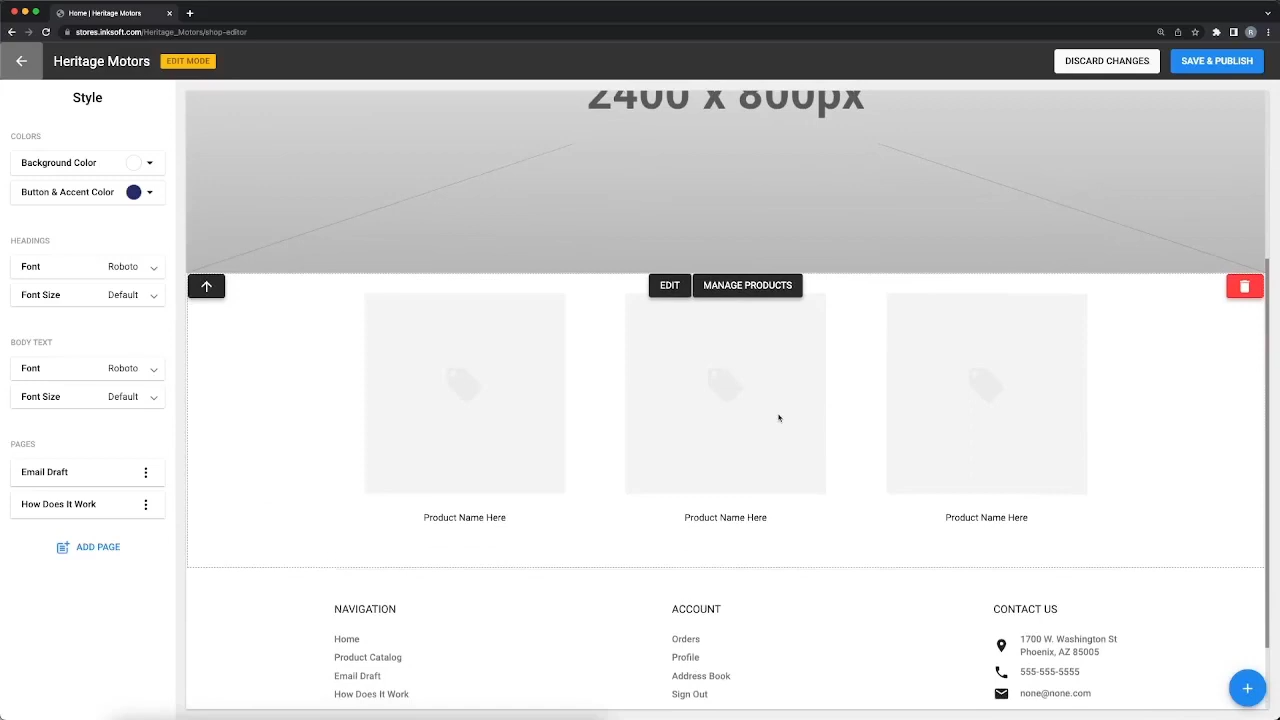 Home | Heritage Motors
stores.inksoft.com/Heritage_Motors/shop-editor
Heritage Motors
EDIT MODE
DISCARD CHANGES
SAVE & PUBLISH
Style
COLORS
Background Color
Button & Accent Color
HEADINGS
Font Roboto
Font Size Default
BODY TEXT
Font Roboto
Font Size Default
PAGES
Email Draft
How Does It Work
ADD PAGE
2400 x 800px
EDIT
MANAGE PRODUCTS
Product Name Here
Product Name Here
Product Name Here
NAVIGATION
Home
Product Catalog
Email Draft
How Does It Work
ACCOUNT
Orders
Profile
Address Book
Sign Out
CONTACT US
1700 W. Washington St
Phoenix, AZ 85005
555-555-5555
none@none.com